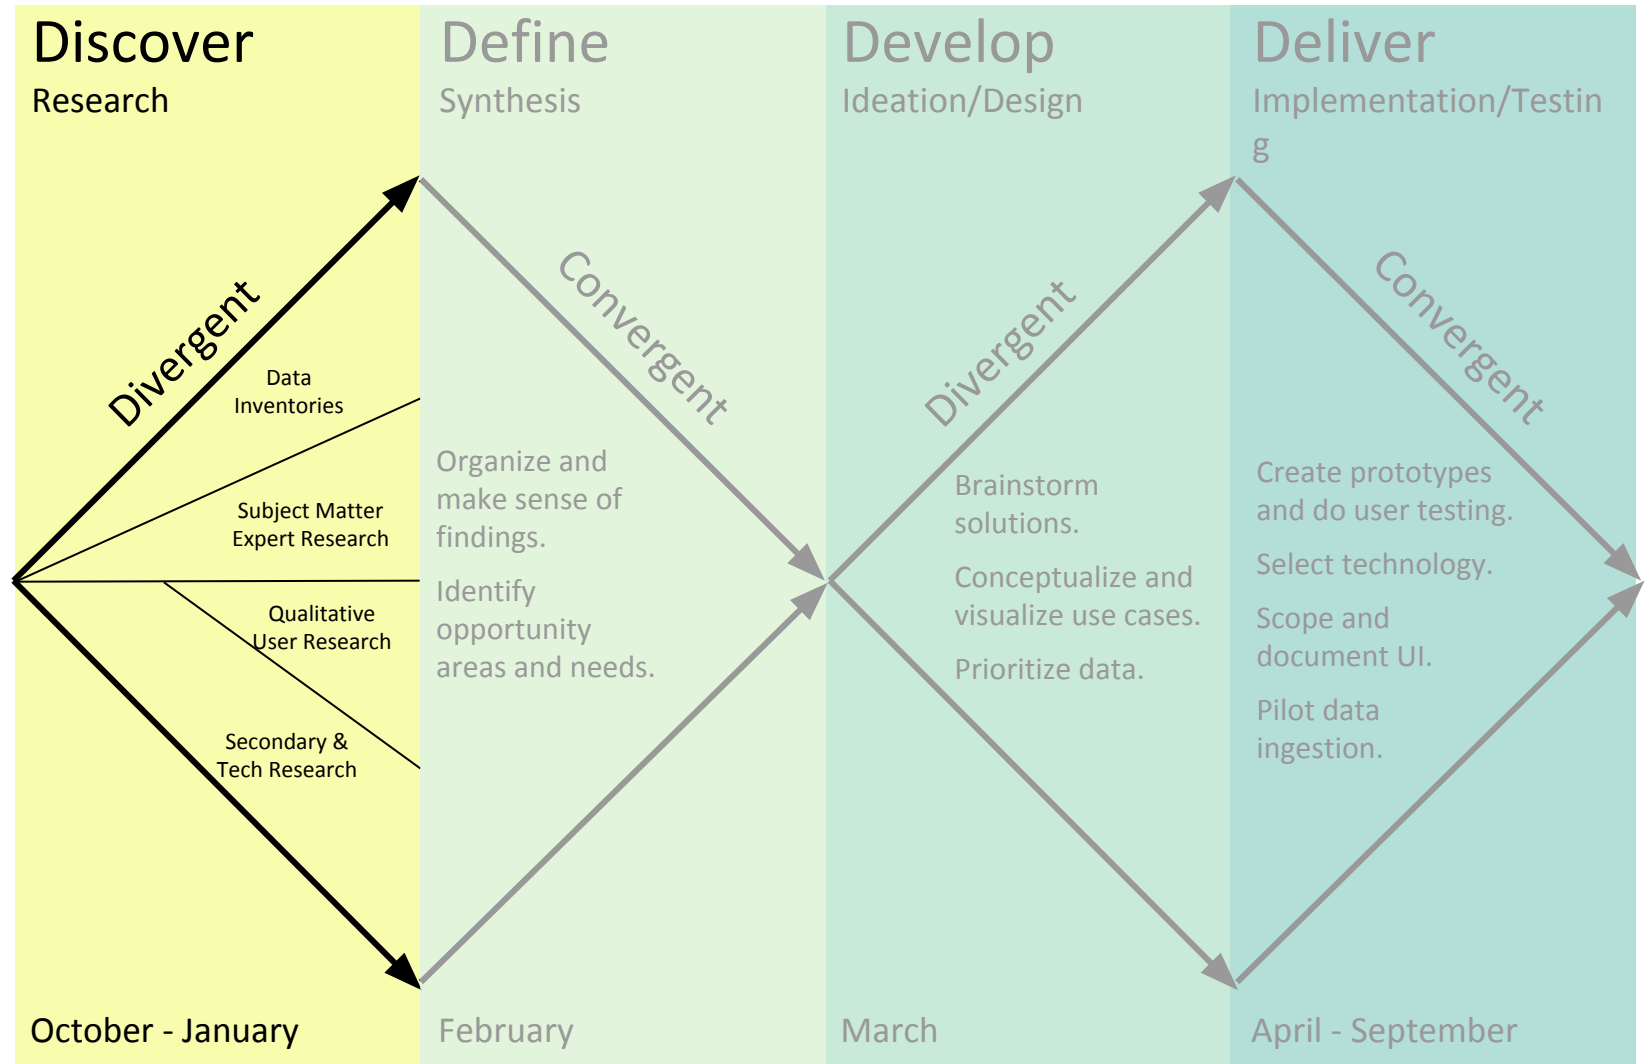 Discover
Research
Divergent
Data
Inventories
Subject Matter
Expert Research
Qualitative
User Research
Secondary &
Tech Research
October - January
Define
Synthesis
Convergent
Organize and
make sense of
findings.
Identify
opportunity
areas and needs.
February
Develop
Ideation/Design
Divergent
Brainstorm
solutions.
Conceptualize and
visualize use cases.
Prioritize data.
March
Deliver
Implementation/Testin
g
Convergent
Create prototypes
and do user testing.
Select technology.
Scope and
document UI.
Pilot data
ingestion.
April - September